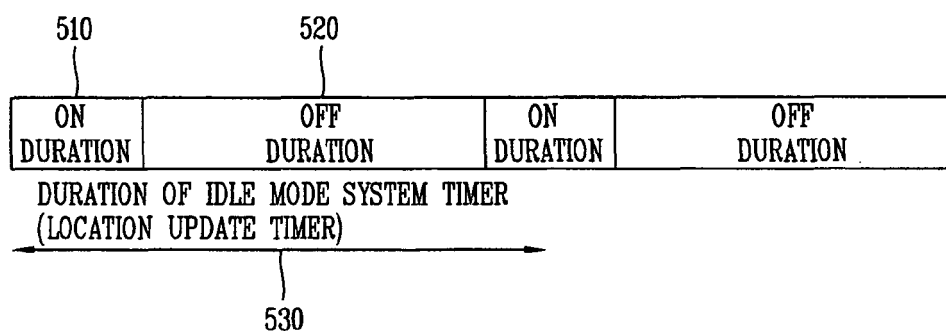 510 520
ON DURATION OFF DURATION ON DURATION OFF DURATION
DURATION OF IDLE MODE SYSTEM TIMER
(LOCATION UPDATE TIMER)
530